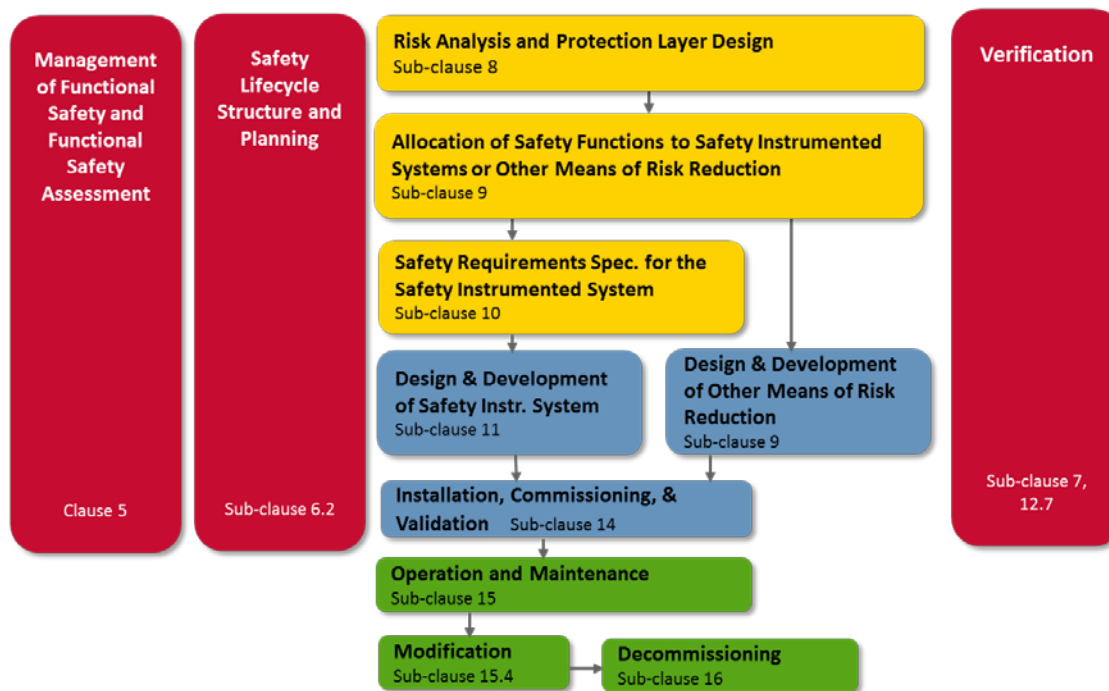 Management
of Functional
Safety and
Functional
Safety
Assessment
Clause 5
Safety
Lifecycle
Structure and
Planning
Sub-clause 6.2
Risk Analysis and Protection Layer Design
Sub-clause 8
Allocation of Safety Functions to Safety Instrumented
Systems or Other Means of Risk Reduction
Sub-clause 9
Safety Requirements Spec. for the
Safety Instrumented System
Sub-clause 10
Design & Development
of Safety Instr. System
Sub-clause 11
Design & Development
of Other Means of Risk
Reduction
Sub-clause 9
Installation, Commissioning, &
Validation Sub-clause 14
Operation and Maintenance
Sub-clause 15
Modification
Sub-clause 15.4
Decommissioning
Sub-clause 16
Verification
Sub-clause 7,
12.7